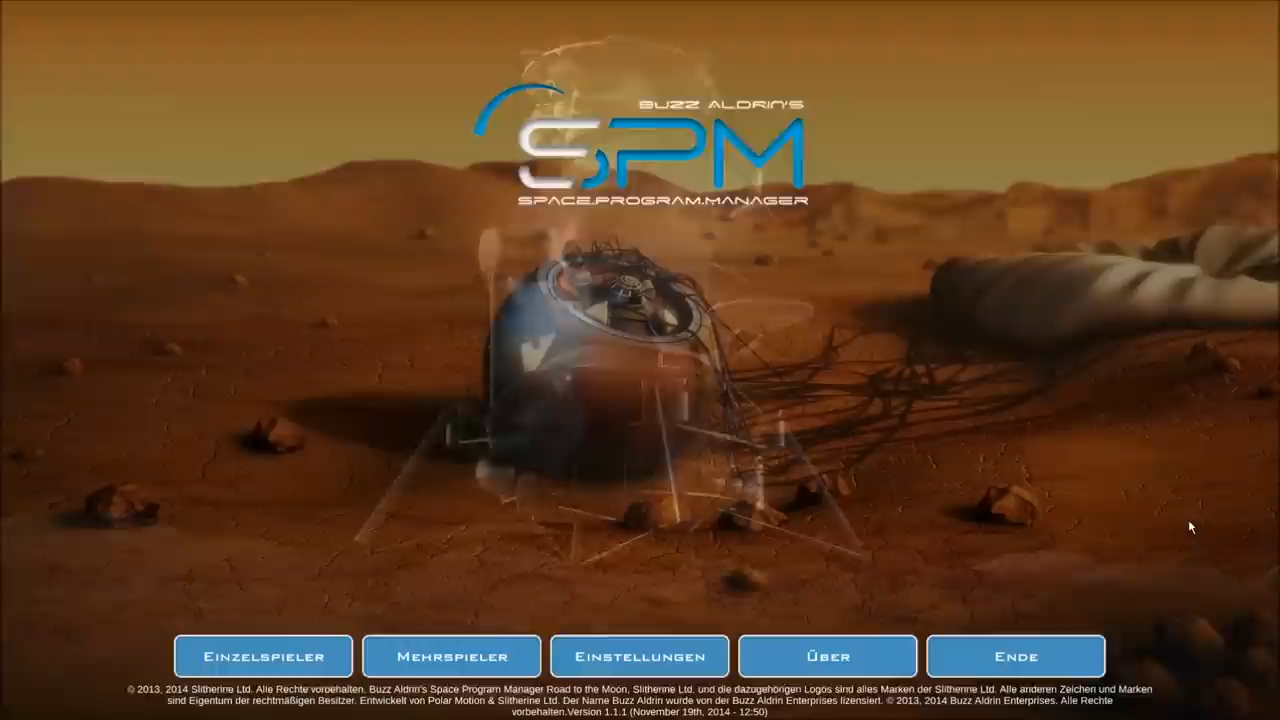 BUZZ ALDRIN'S
SPM
SPACE.PROGRAM.MANAGER
EINZELSPIELER
MEHRSPIELER
EINSTELLUNGEN
ÜBER
ENDE
© 2013, 2014 Slitherine Ltd. Alle Rechte vorbehalten. Buzz Aldrin's Space Program Manager Road to the Moon, Slitherine Ltd. und die dazugehörigen Logos sind alles Marken der Slitherine Ltd. Alle anderen Zeichen und Marken
sind Eigentum der rechtmäßigen Besitzer. Entwickelt von Polar Motion & Slitherine Ltd. Der Name Buzz Aldrin wurde von der Buzz Aldrin Enterprises lizensiert. © 2013, 2014 Buzz Aldrin Enterprises. Alle Rechte
vorbehalten.Version 1.1.1 (November 19th, 2014 - 12:50)